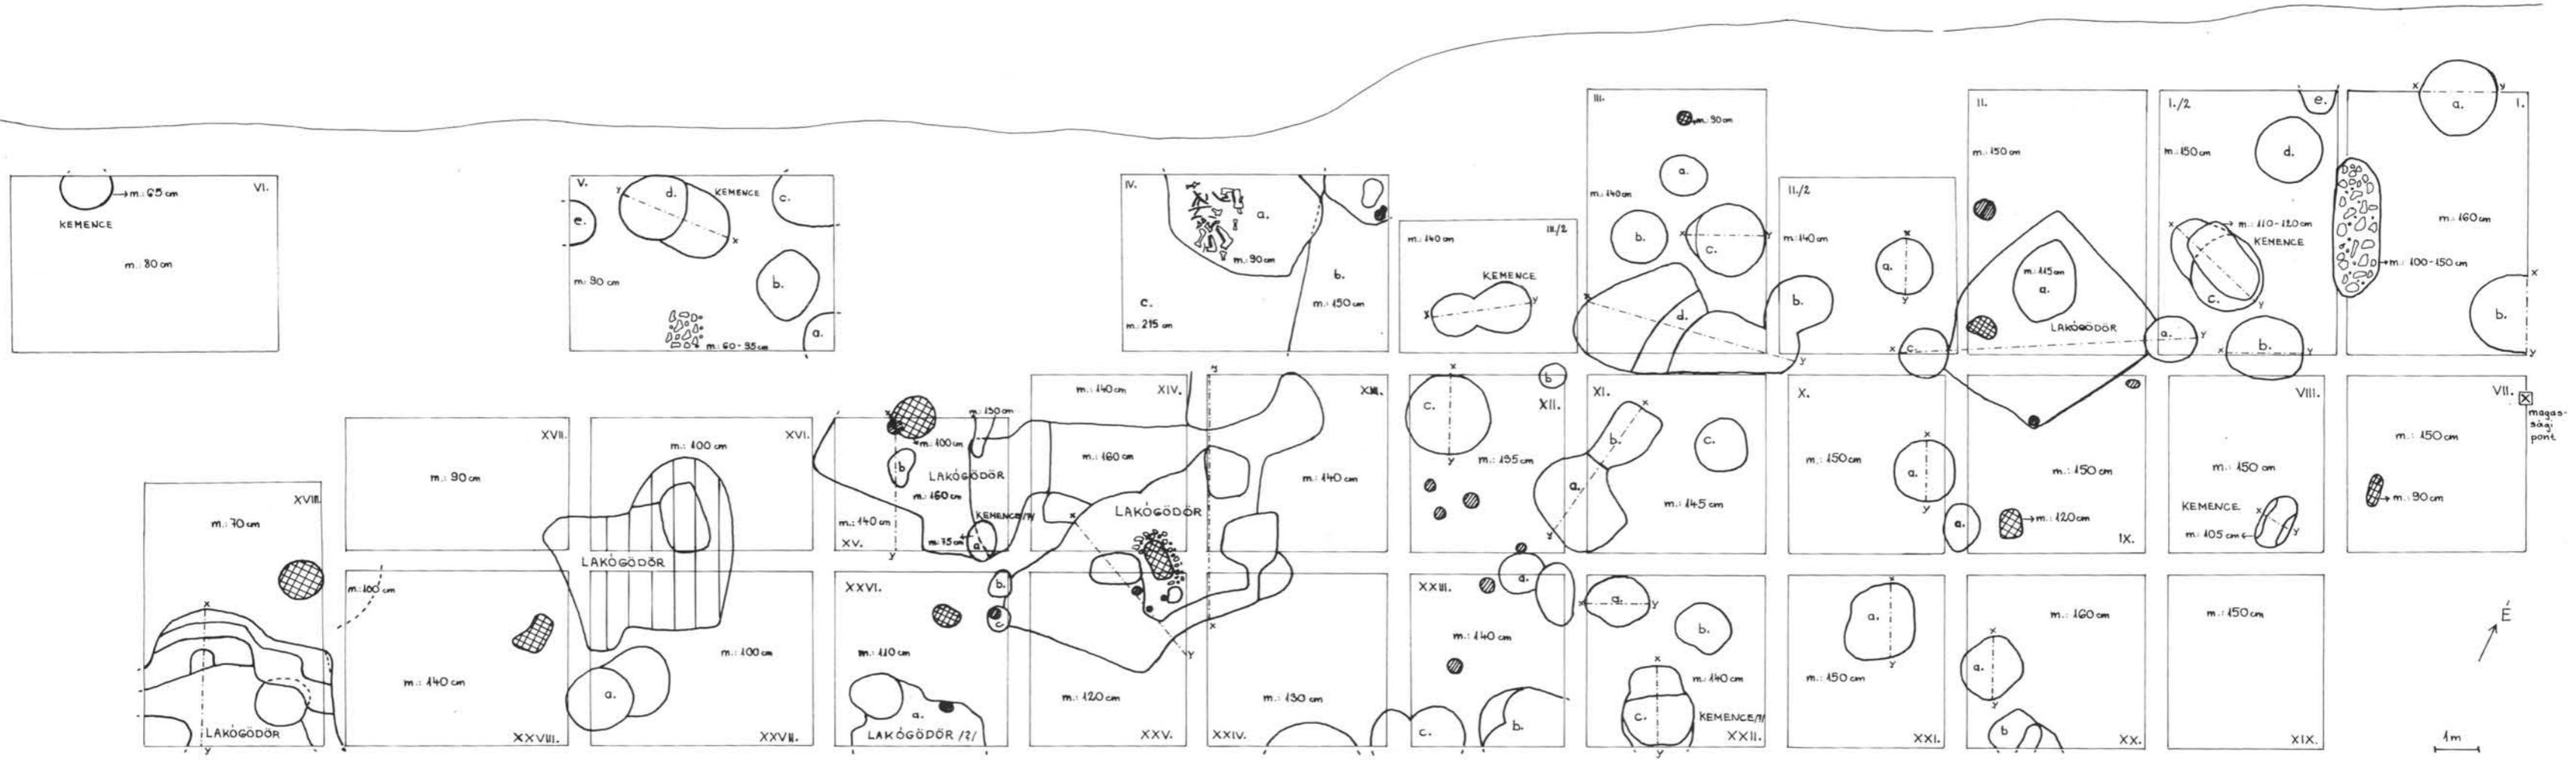 I.
x
a.
y
m.: 160 cm
→m.: 100-150 cm
x
b.
y
I./2
e.
m.: 150 cm
d.
x
m.: 110-120 cm
KEMENCE
c.
y
a.
y
x
b.
y
II.
m.: 150 cm
m.: 115 cm
a.
LAKÓGÖDÖR
II./2
m.: 140 cm
x
a.
y
b.
x
c.
III.
m.: 90 cm
a.
m.: 140 cm
b.
x
c.
y
x
d.
y
III./2
m.: 140 cm
KEMENCE
x
y
IV.
a.
m.: 90 cm
b.
m.: 150 cm
c.
m.: 215 cm
V.
y
d.
KEMENCE
c.
e.
x
m.: 90 cm
b.
a.
m.: 60-95 cm
VI.
→m.: 65 cm
KEMENCE
m.: 80 cm
VII.
magas-
sági
pont
m.: 150 cm
→m.: 90 cm
VIII.
m.: 150 cm
KEMENCE
x
y
m.: 105 cm
m.: 150 cm
→m.: 120 cm
a.
IX.
X.
x
m.: 150 cm
a.
y
XI.
x
b.
c.
a.
m.: 145 cm
y
x
b
c.
XII.
y
m.: 135 cm
y
XIII.
m.: 140 cm
x
m.: 140 cm
XIV.
m.: 160 cm
LAKÓGÖDÖR
x
y
m.: 130 cm
x
m.: 100 cm
b
LAKÓGÖDÖR
m.: 160 cm
KEMENCE/?/
m.: 140 cm
m.: 75 cm
a.
XV.
y
m.: 100 cm
XVI.
LAKÓGÖDÖR
XVII.
m.: 90 cm
XVIII.
m.: 70 cm
x
LAKÓGÖDÖR
y
m.: 150 cm
XIX.
m.: 160 cm
x
a.
y
b
XX.
x
a.
y
m.: 150 cm
XXI.
x
a.
y
b.
x
m.: 140 cm
c.
KEMENCE/?/
XXII.
y
XXIII.
a.
m.: 140 cm
c.
b.
m.: 130 cm
XXIV.
m.: 120 cm
XXV.
XXVI.
b.
c
m.: 110 cm
a.
LAKÓGÖDÖR /?/
m.: 100 cm
a.
XXVII.
m.: 100 cm
m.: 140 cm
XXVIII.
É
1m